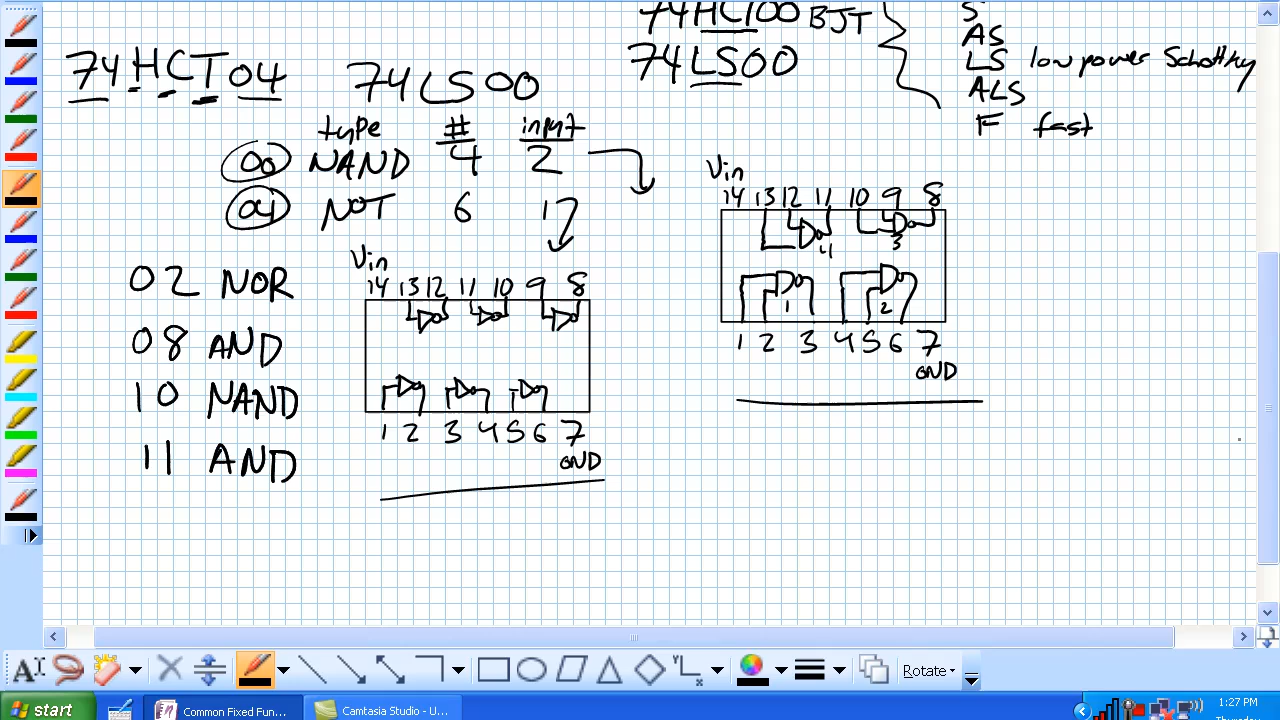 74HCT00 BJT
74LS00
S
AS
LS low power Schottky
ALS
F fast
74HCT04 74LS00
type # input
00 NAND 4 2
04 NOT 6 1
02 NOR
08 AND
10 NAND
11 AND
Vin
14 13 12 11 10 9 8
1 2 3 4 5 6 7
GND
Vin
14 13 12 11 10 9 8
4 3
1 2
1 2 3 4 5 6 7
GND
Rotate
start
Common Fixed Fun...
Camtasia Studio - U...
1:27 PM